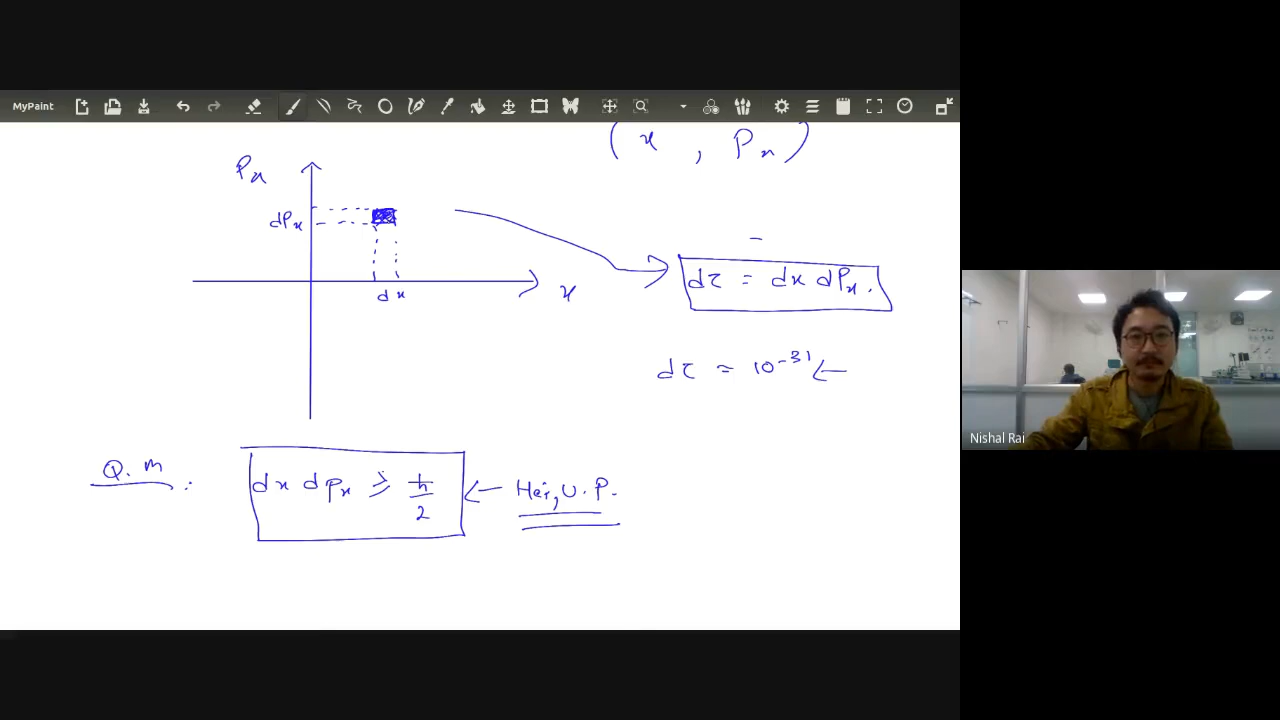 MyPaint
(x , Px)
Px
dPx
dx
x
dτ = dx dPx.
dτ ≈ 10⁻³¹ ←
Q.m :
dx dpx ≥ ħ/2 ← Hei, U.P.
Nishal Rai